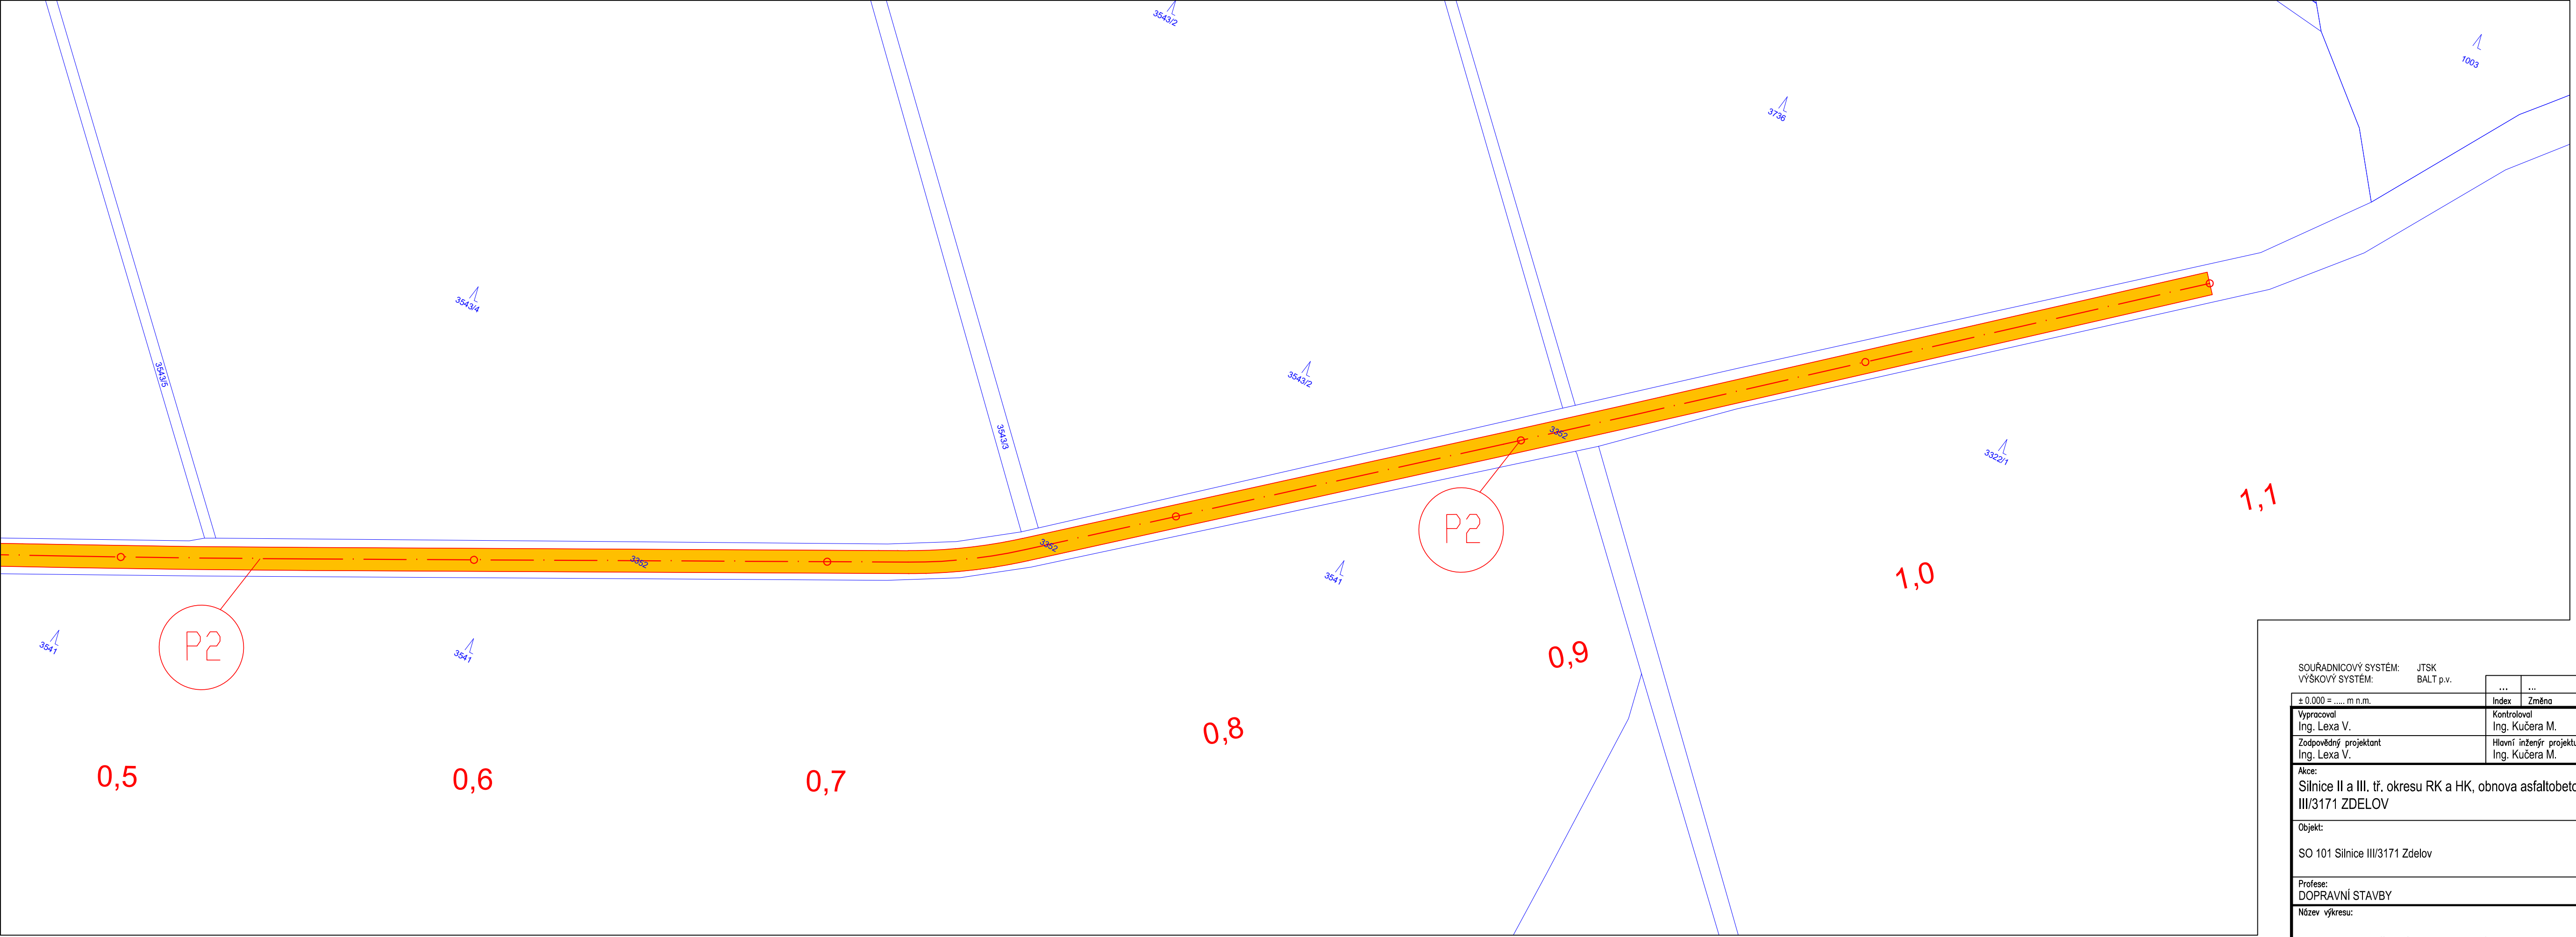 3543/2
1003
3736
3543/4
3543/5
3543/2
3543/3
3352
3322/1
P2
1,1
3352
3352
3541
1,0
P2
3541
3541
0,9
0,8
0,5
0,6
0,7
SOUŘADNICOVÝ SYSTÉM: JTSK
VÝŠKOVÝ SYSTÉM: BALT p.v.
... ...
± 0.000 = ..... m n.m. Index Změna
Vypracoval Kontroloval
Ing. Lexa V. Ing. Kučera M.
Zodpovědný projektant Hlavní inženýr projektu
Ing. Lexa V. Ing. Kučera M.
Akce:
Silnice II a III. tř. okresu RK a HK, obnova asfaltobeto
III/3171 ZDELOV
Objekt:
SO 101 Silnice III/3171 Zdelov
Profese:
DOPRAVNÍ STAVBY
Název výkresu: